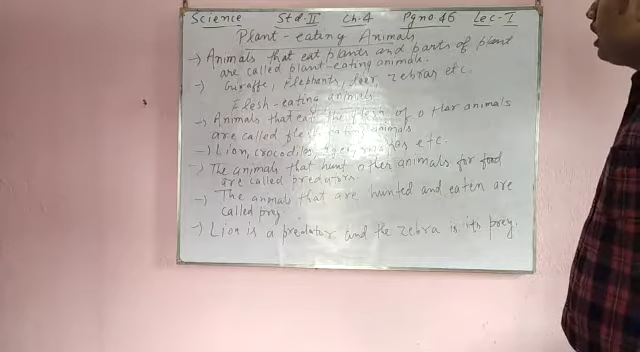 Science Std-II Ch-4 Pg no. 46 Lec-I
Plant-eating Animals
→ Animals that eat plants and parts of plant
are called plant-eating animals.
→ Giraffe, Elephants, deer, zebras etc.
Flesh-eating animals
→ Animals that eat the flesh of other animals
are called flesh eating animals
→ Lion, crocodiles, tiger, etc.
→ The animals that hunt other animals for food
are called predators.
→ The animals that are hunted and eaten are
called prey
→ Lion is a predator and the zebra is its prey.